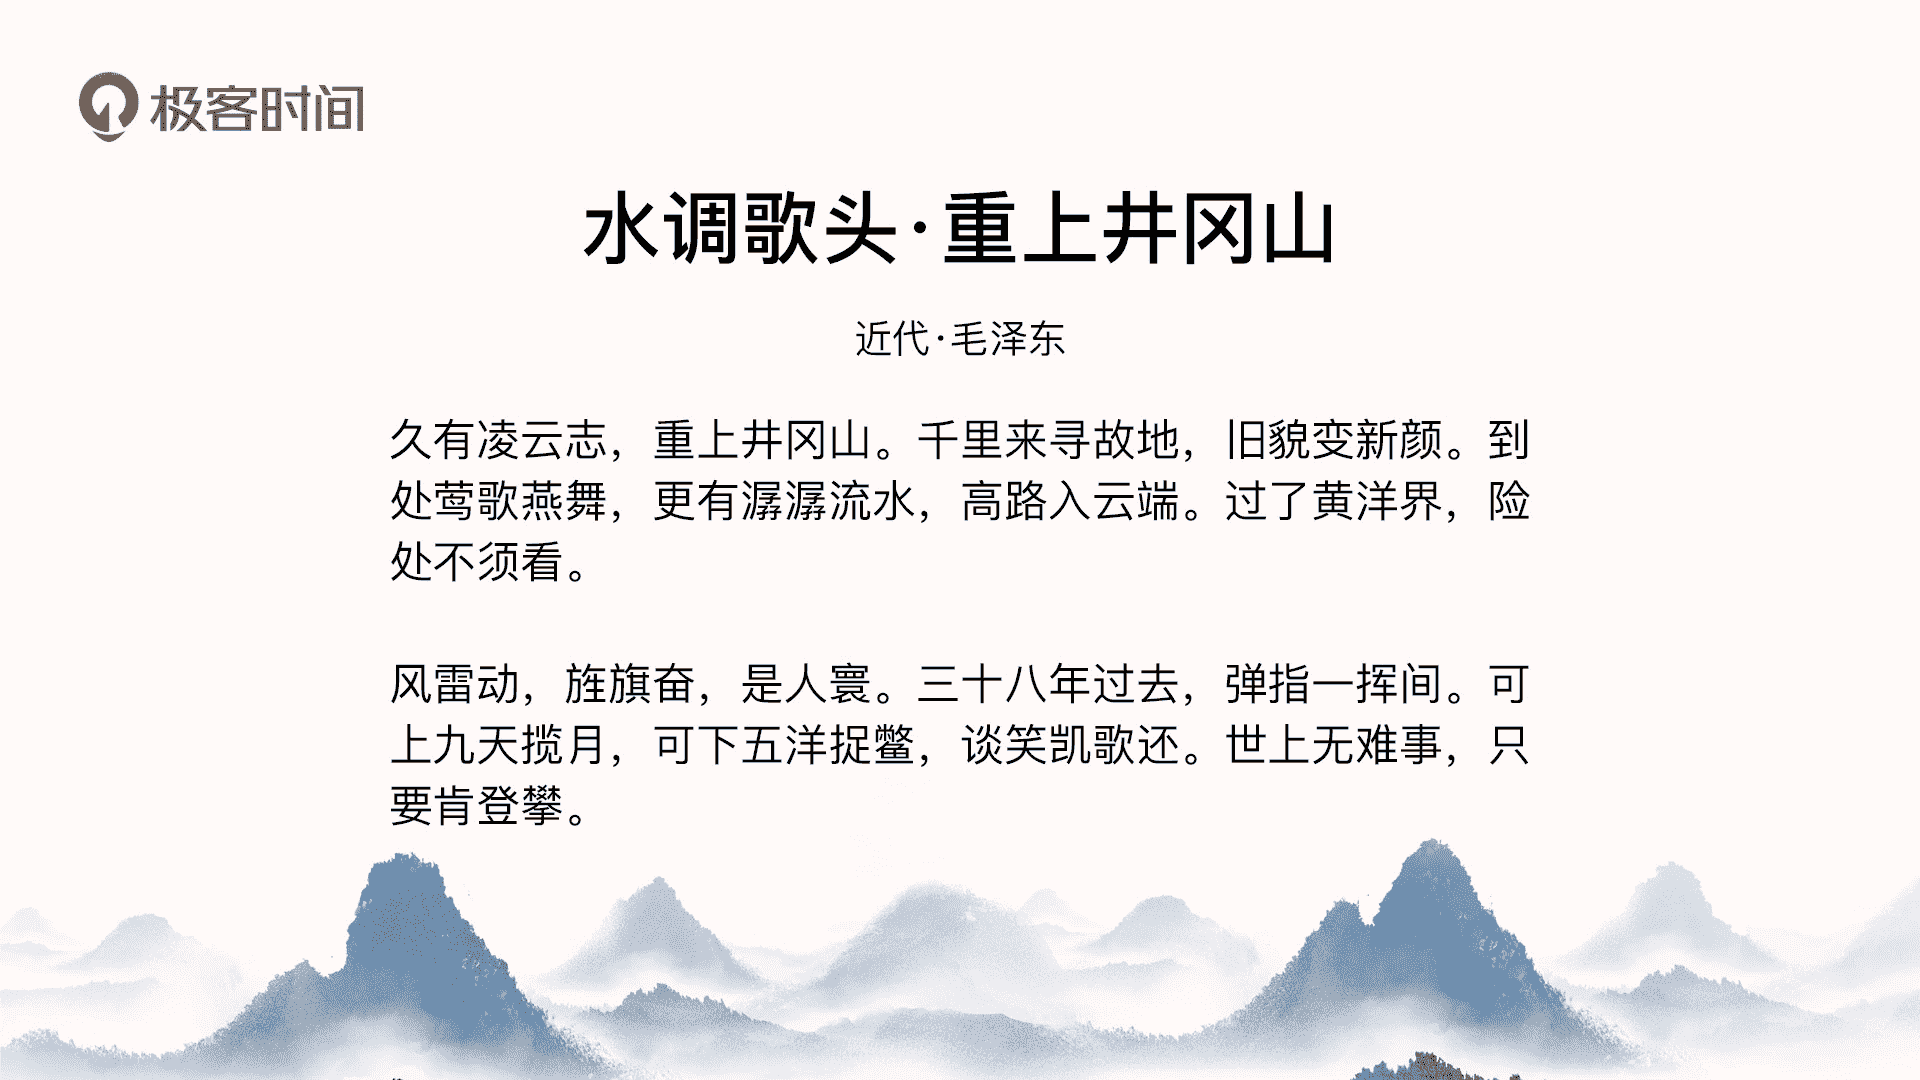 极客时间
水调歌头·重上井冈山
近代·毛泽东
久有凌云志，重上井冈山。千里来寻故地，旧貌变新颜。到
处莺歌燕舞，更有潺潺流水，高路入云端。过了黄洋界，险
处不须看。
风雷动，旌旗奋，是人寰。三十八年过去，弹指一挥间。可
上九天揽月，可下五洋捉鳖，谈笑凯歌还。世上无难事，只
要肯登攀。